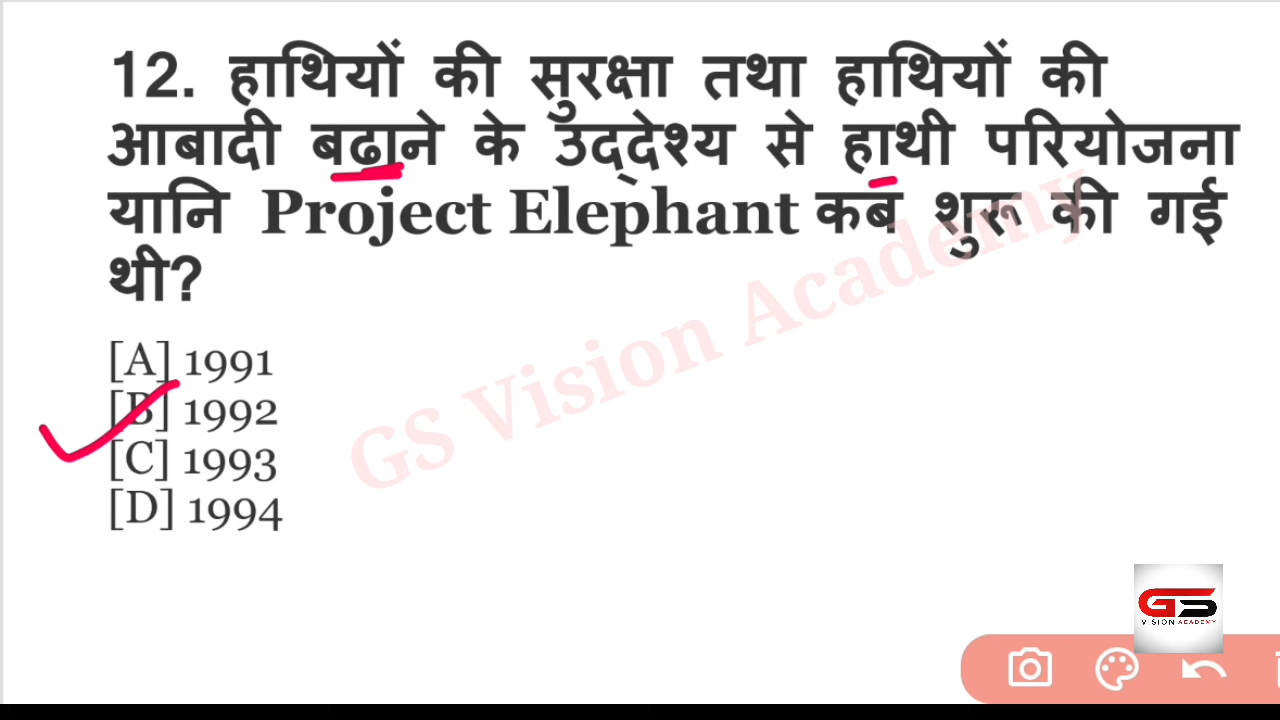 12. हाथियों की सुरक्षा तथा हाथियों की
आबादी बढ़ाने के उद्देश्य से हाथी परियोजना
यानि Project Elephant कब शुरू की गई
थी?
[A] 1991
[B] 1992
[C] 1993
[D] 1994
GS Vision Academy
GS
VISION ACADEMY